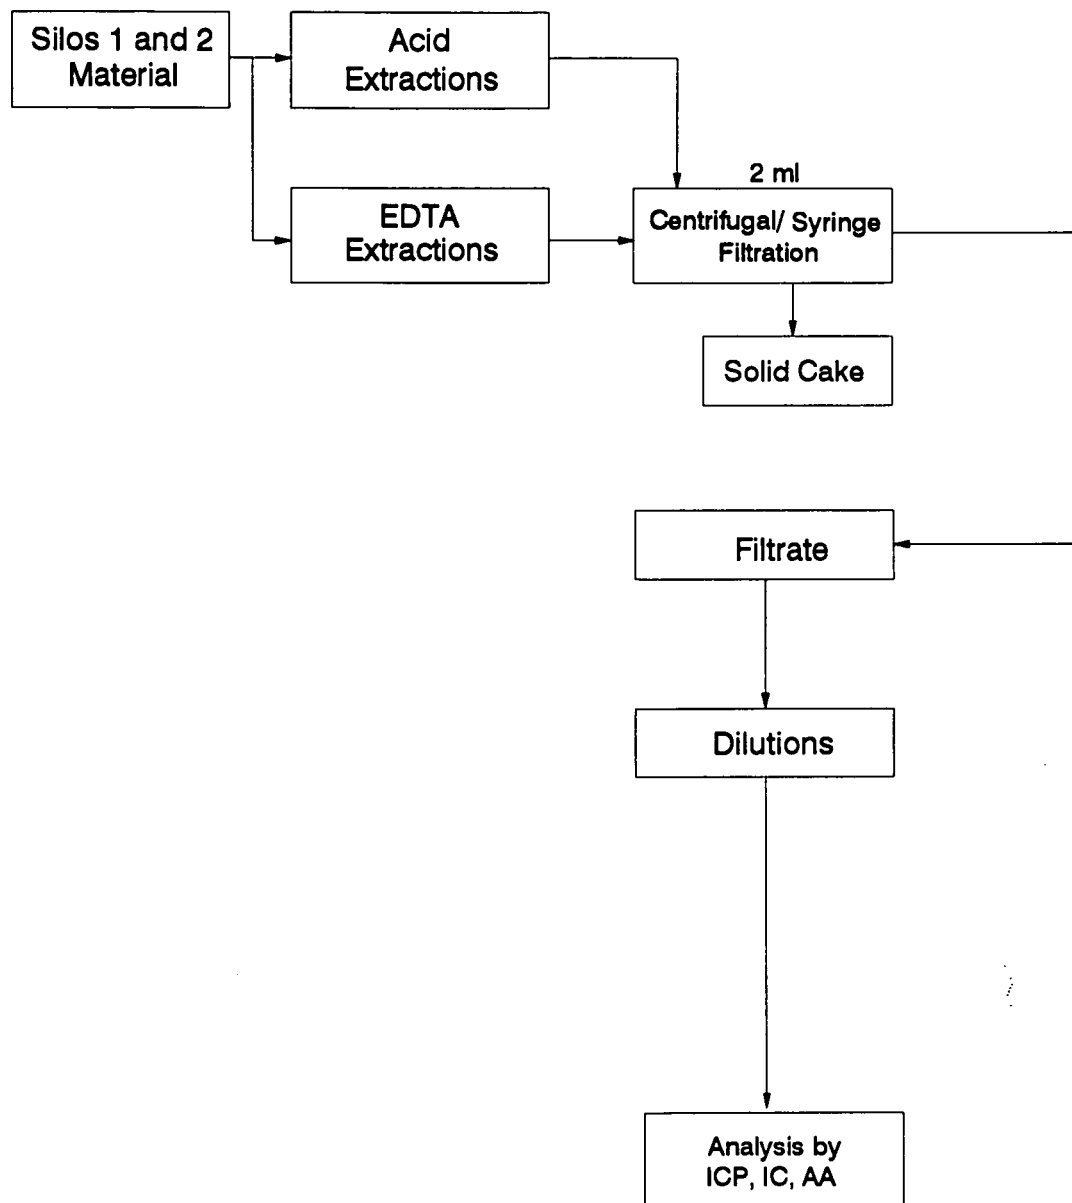 Silos 1 and 2
Material
Acid
Extractions
EDTA
Extractions
2 ml
Centrifugal/ Syringe
Filtration
Solid Cake
Filtrate
Dilutions
Analysis by
ICP, IC, AA